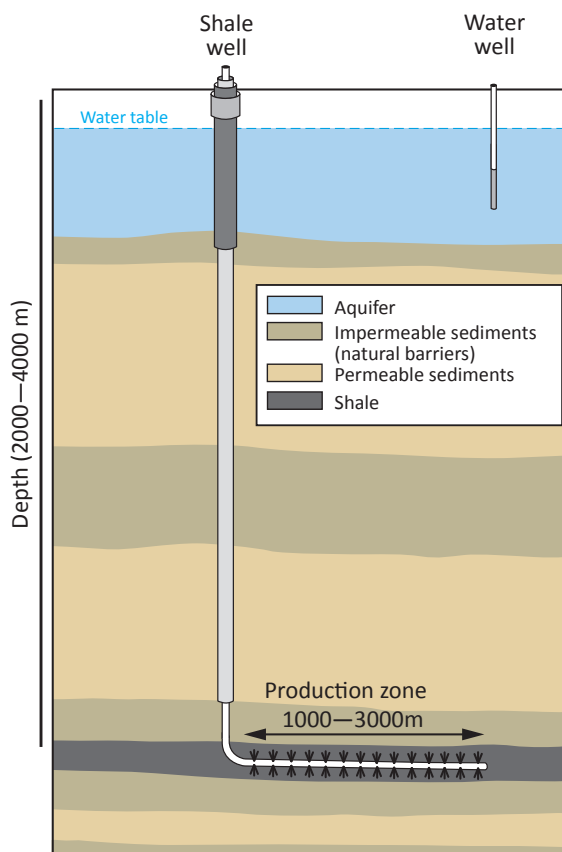 Shale
well
Water
well
Water table
Depth (2000—4000 m)
Aquifer
Impermeable sediments
(natural barriers)
Permeable sediments
Shale
Production zone
1000—3000m